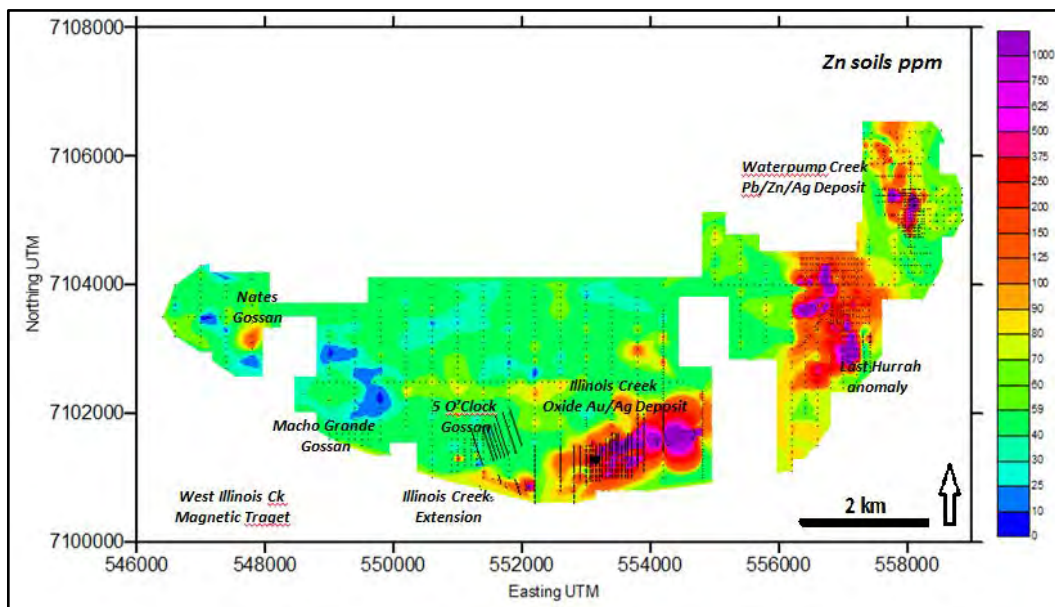 7108000
7106000
7104000
7102000
7100000
Northing UTM
546000
548000
550000
552000
554000
556000
558000
Easting UTM
Zn soils ppm
Waterpump Creek
Pb/Zn/Ag Deposit
Nates
Gossan
Last Hurrah
anomaly
Illinois Creek
Oxide Au/Ag Deposit
5 O'Clock
Gossan
Macho Grande
Gossan
West Illinois Ck
Magnetic Traget
Illinois Creek
Extension
2 km
1000
750
625
500
375
250
200
150
125
100
90
80
70
60
50
40
35
30
25
10
0